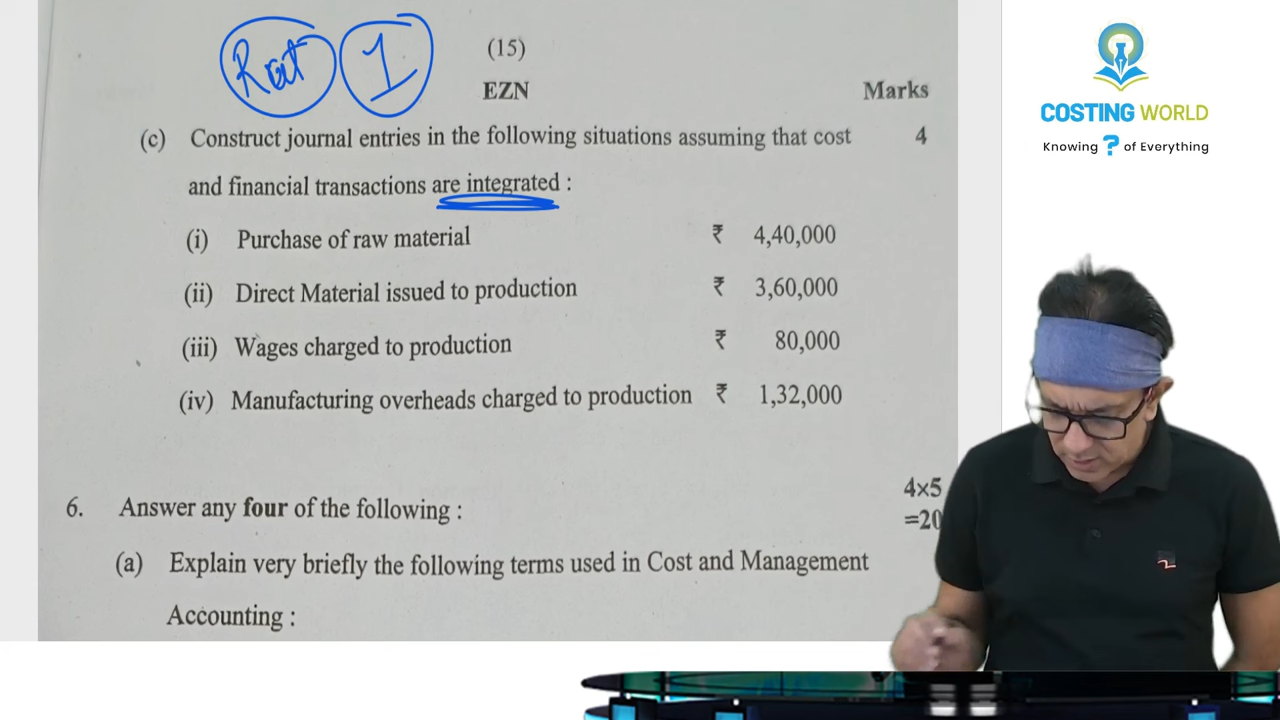 Rat 1
(15)
EZN
Marks
(c) Construct journal entries in the following situations assuming that cost 4
and financial transactions are integrated :
(i) Purchase of raw material ₹ 4,40,000
(ii) Direct Material issued to production ₹ 3,60,000
(iii) Wages charged to production ₹ 80,000
(iv) Manufacturing overheads charged to production ₹ 1,32,000
4×5
6. Answer any four of the following :
=20
(a) Explain very briefly the following terms used in Cost and Management
Accounting :
COSTING WORLD
Knowing ? of Everything